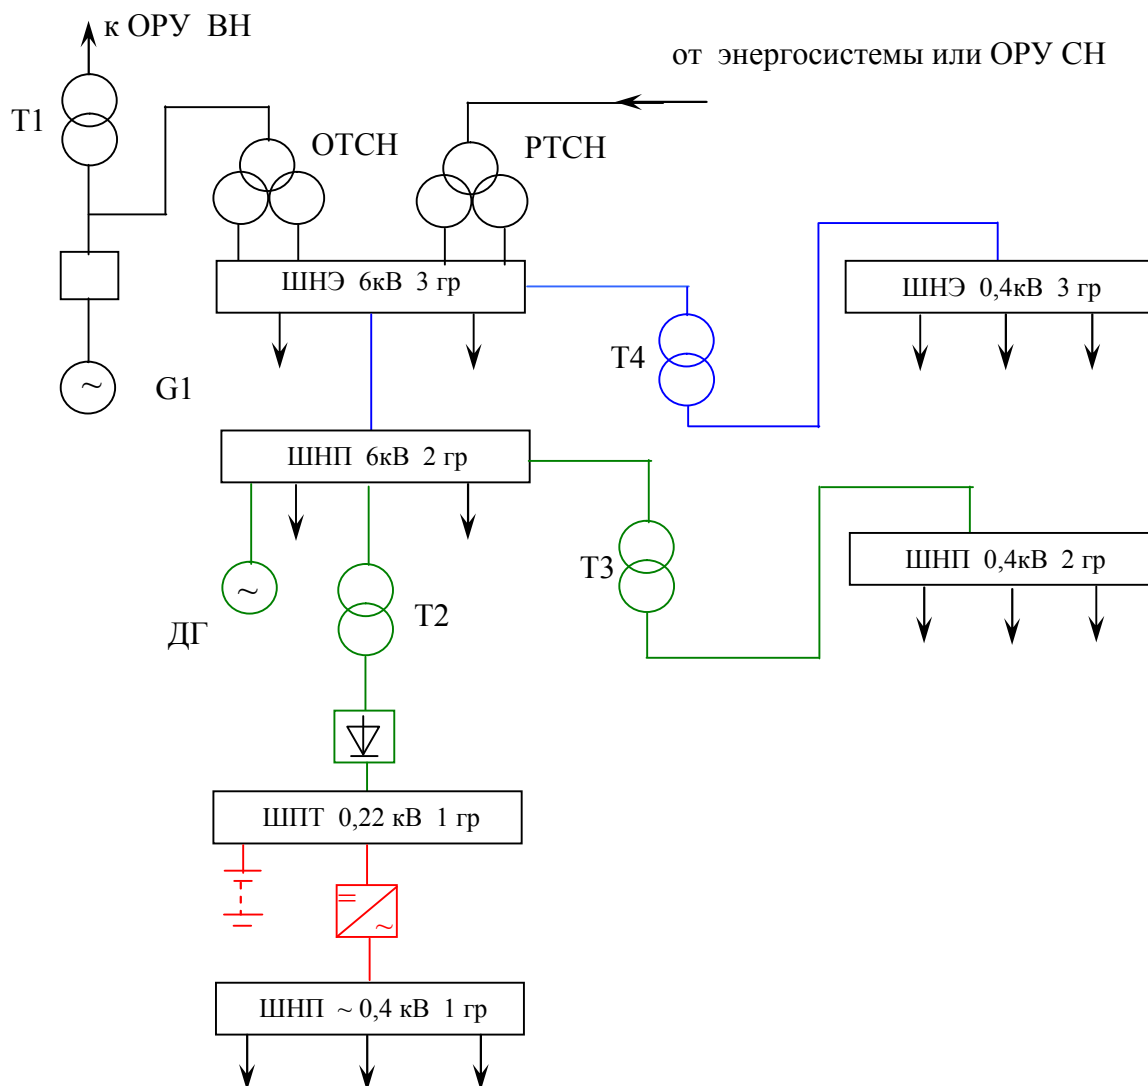 к ОРУ  ВН
от  энергосистемы или ОРУ СН
Т1
ОТСН
РТСН
ШНЭ  6кВ  3 гр
ШНЭ  0,4кВ  3 гр
Т4
~
G1
ШНП  6кВ  2 гр
ШНП  0,4кВ  2 гр
Т3
~
Т2
ДГ
ШПТ  0,22 кВ  1 гр
=
~
ШНП  ~ 0,4 кВ  1 гр